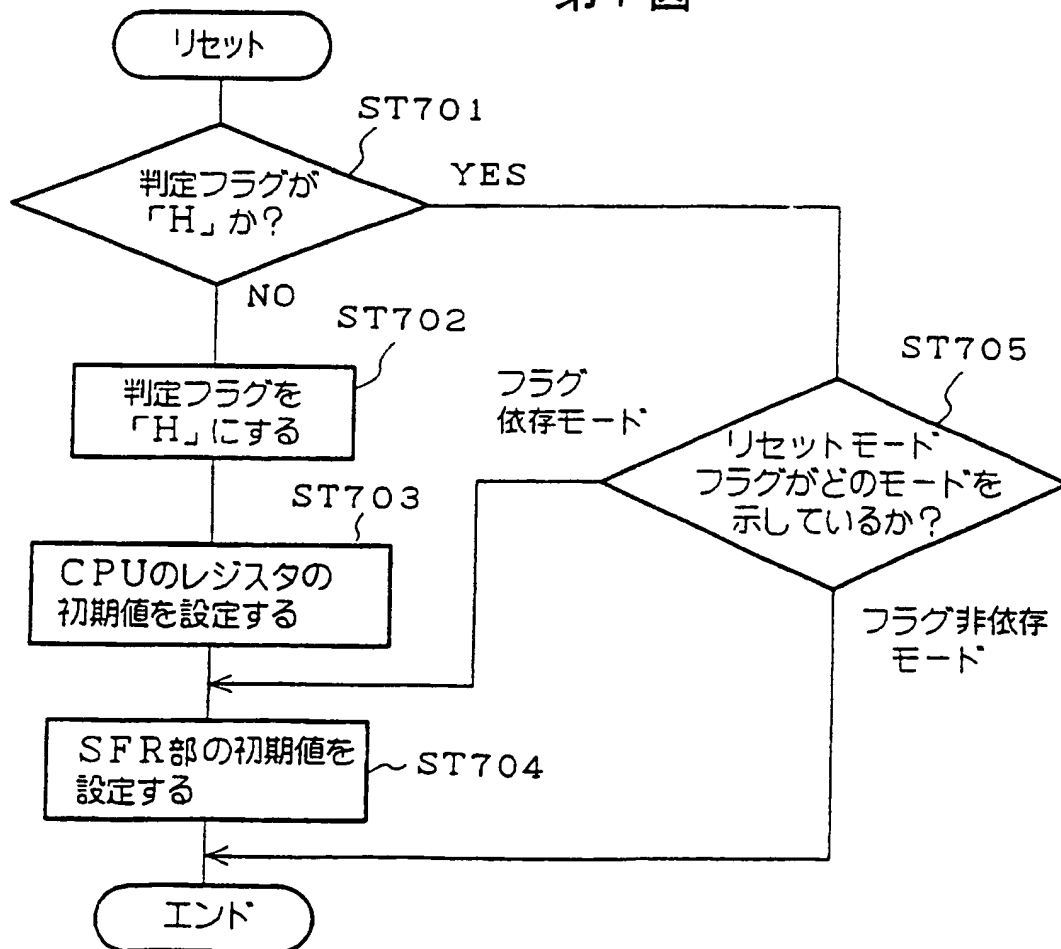 リセット
ST701
判定フラグが
「H」か?
YES
NO
ST702
判定フラグを
「H」にする
ST703
CPUのレジスタの
初期値を設定する
SFR部の初期値を
設定する
ST704
エンド
ST705
フラグ
依存モード
リセットモード
フラグがどのモードを
示しているか?
フラグ非依存
モード